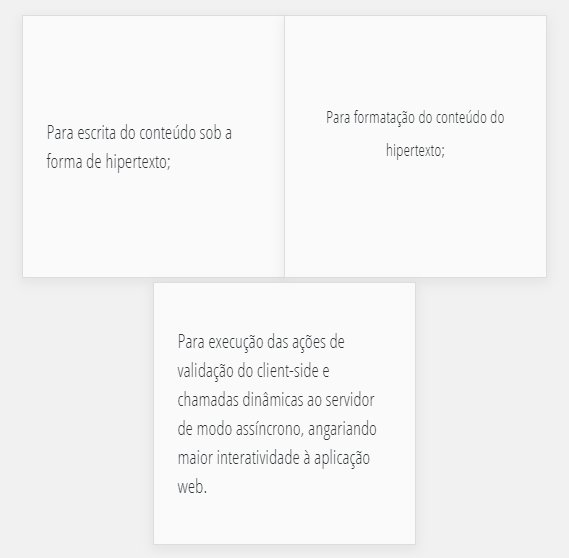 Para escrita do conteúdo sob a
forma de hipertexto;
Para formatação do conteúdo do
hipertexto;
Para execução das ações de
validação do client-side e
chamadas dinâmicas ao servidor
de modo assíncrono, angariando
maior interatividade à aplicação
web.